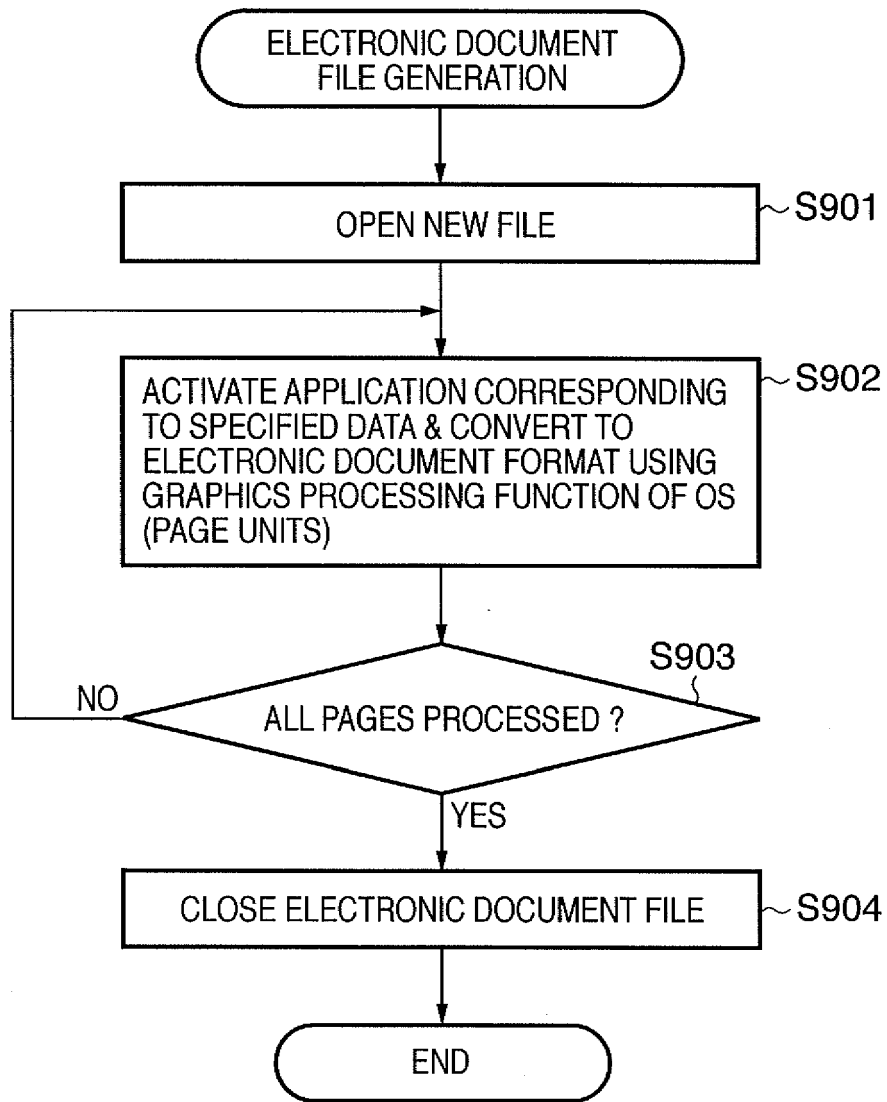 ELECTRONIC DOCUMENT
FILE GENERATION
OPEN NEW FILE
S901
ACTIVATE APPLICATION CORRESPONDING
TO SPECIFIED DATA & CONVERT TO
ELECTRONIC DOCUMENT FORMAT USING
GRAPHICS PROCESSING FUNCTION OF OS
(PAGE UNITS)
S902
S903
NO
ALL PAGES PROCESSED ?
YES
CLOSE ELECTRONIC DOCUMENT FILE
S904
END